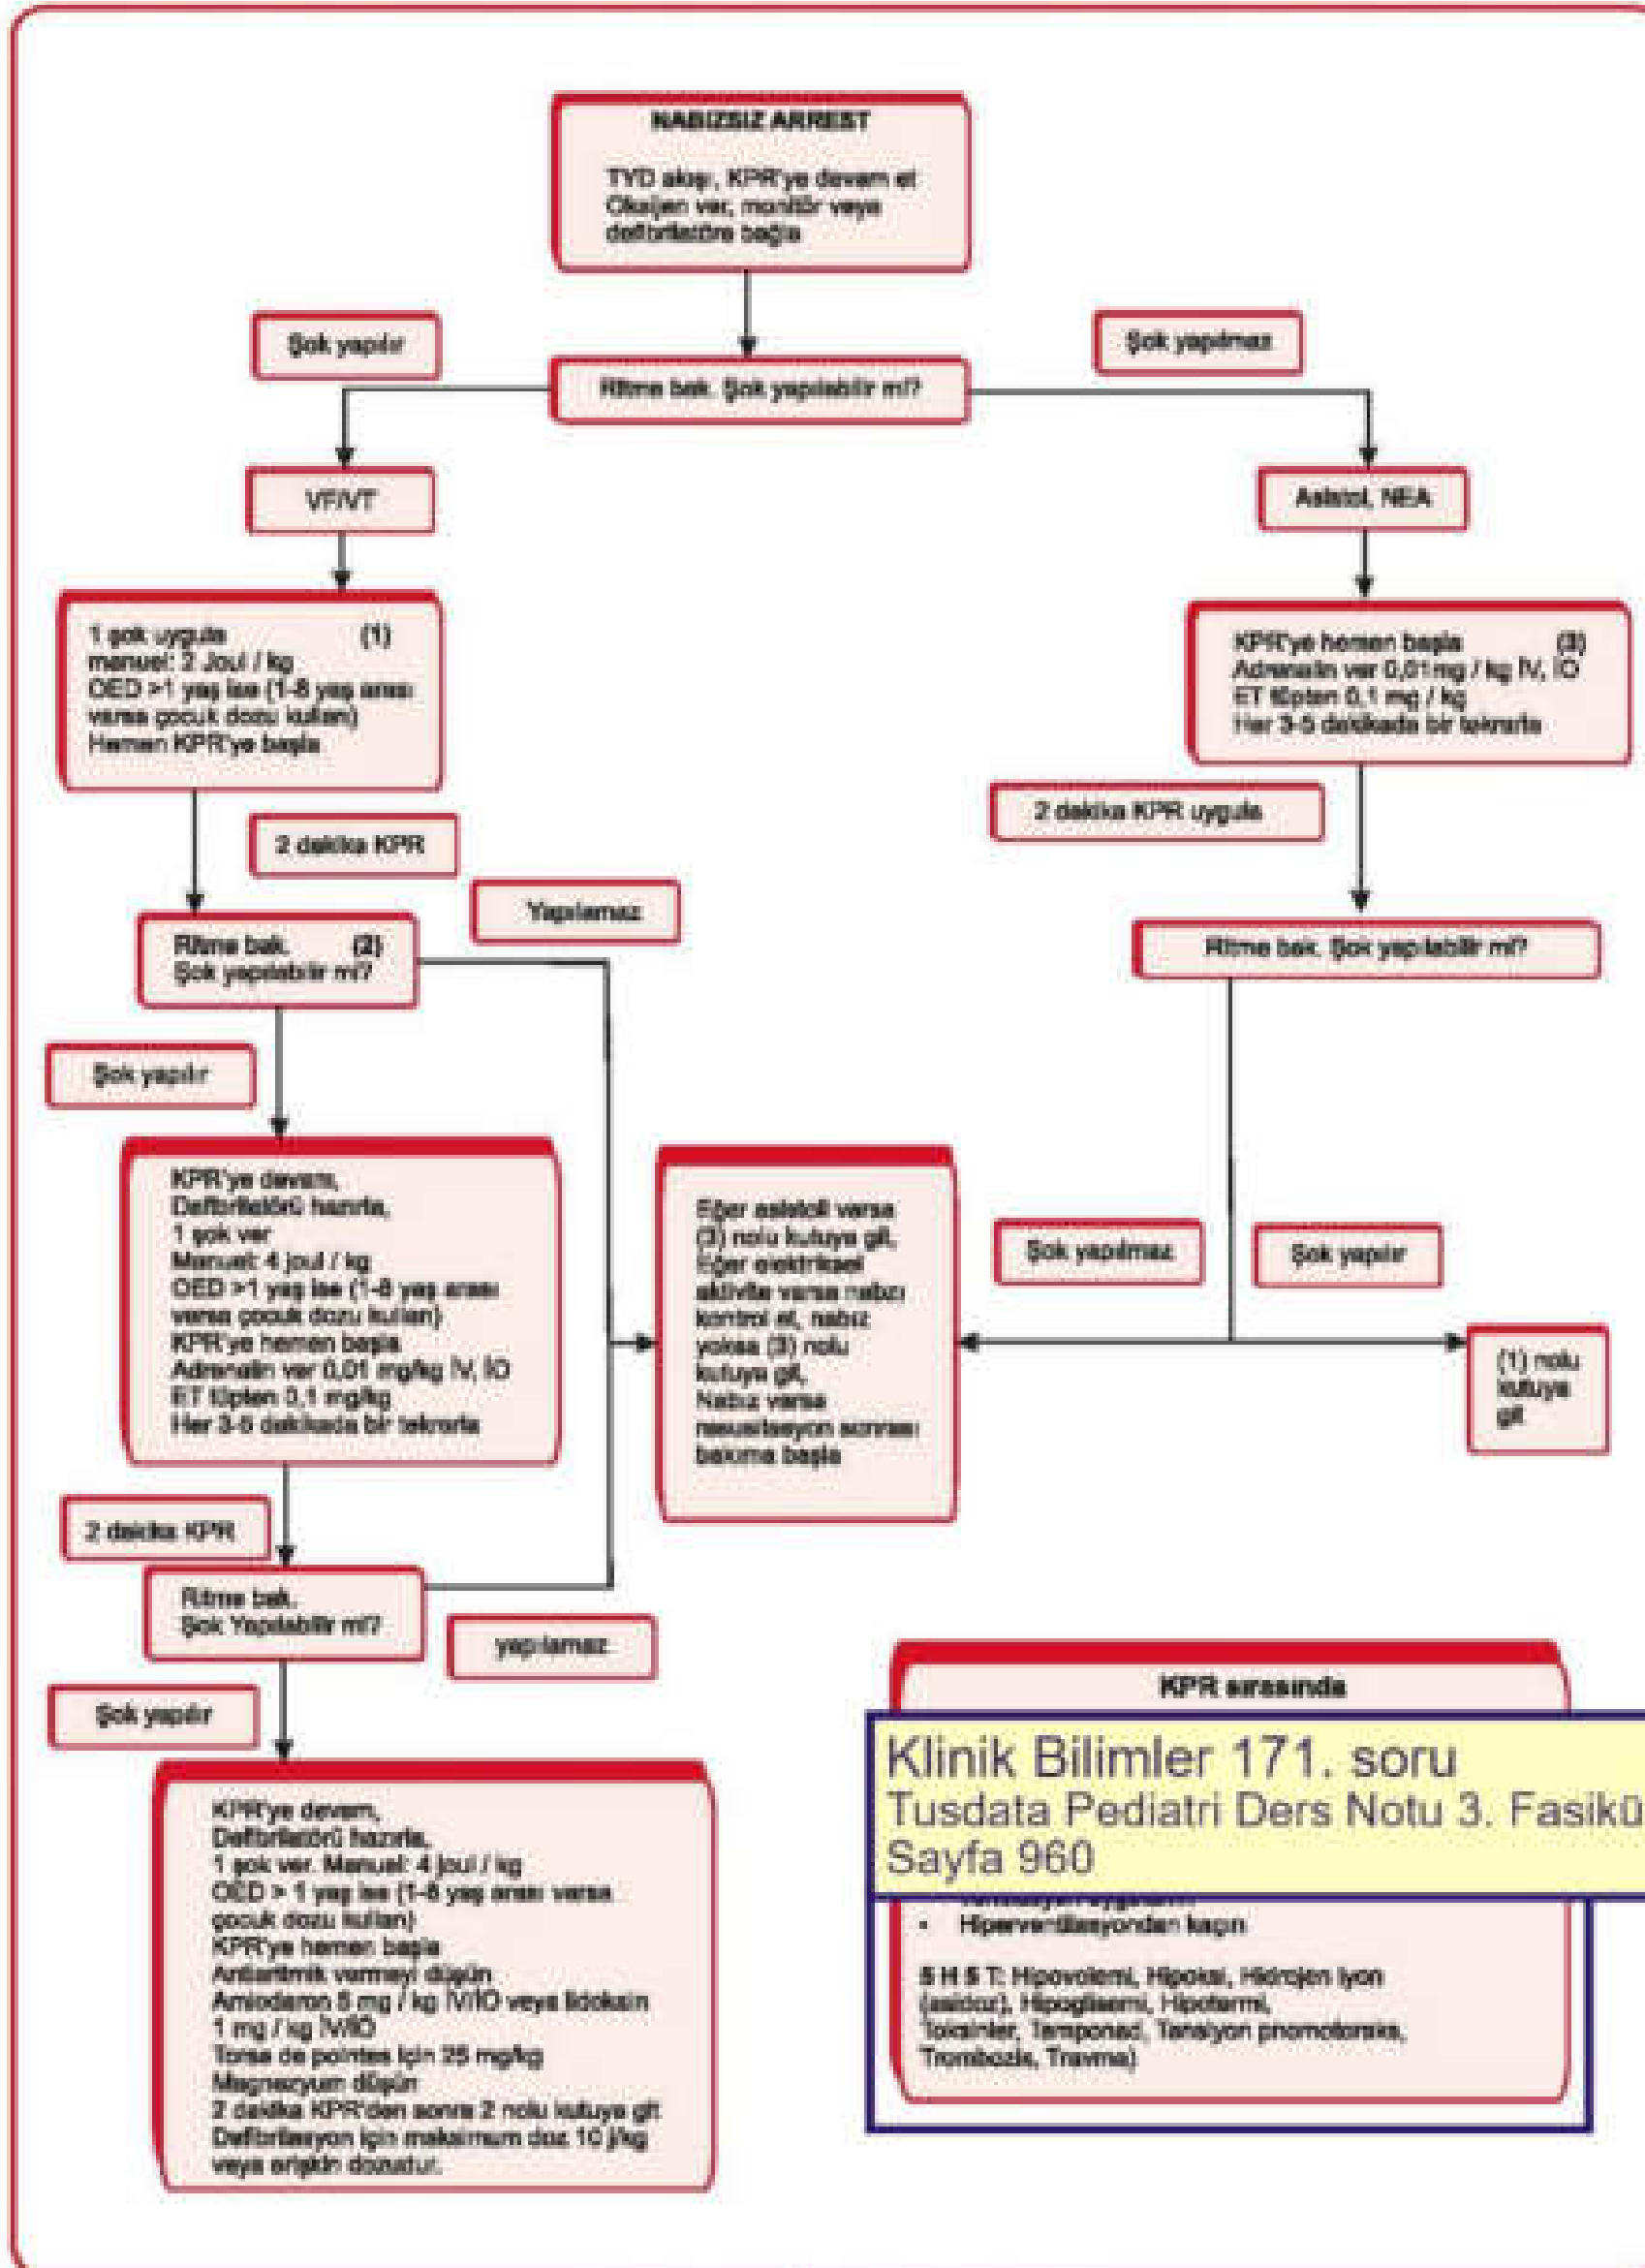 NABIZSIZ ARREST
TYD akışı, KPR'ye devam et
Oksijen ver, monitör veya
defibrilatöre bağla
Şok yapılır
Şok yapılmaz
Ritme bak. Şok yapılabilir mi?
VF/VT
Asistol, NEA
1 şok uygula (1)
manuel: 2 Joul / kg
OED >1 yaş ise (1-8 yaş arası
varsa çocuk dozu kullan)
Hemen KPR'ye başla
KPR'ye hemen başla (3)
Adrenalin ver 0,01mg / kg İV, İO
ET tüpten 0,1 mg / kg
Her 3-5 dakikada bir tekrarla
2 dakika KPR
2 dakika KPR uygula
Yapılamaz
Ritme bak. (2)
Şok yapılabilir mi?
Ritme bak. Şok yapılabilir mi?
Şok yapılır
KPR'ye devam,
Defibrilatörü hazırla,
1 şok ver
Manuel: 4 joul / kg
OED >1 yaş ise (1-8 yaş arası
varsa çocuk dozu kullan)
KPR'ye hemen başla
Adrenalin ver 0,01 mg/kg İV, İO
ET tüpten 0,1 mg/kg
Her 3-5 dakikada bir tekrarla
Eğer asistoli varsa
(3) nolu kutuya git,
Eğer elektriksel
aktivite varsa nabzı
kontrol et, nabız
yoksa (3) nolu
kutuya git,
Nabız varsa
resusitasyon sonrası
bakıma başla
Şok yapılmaz
Şok yapılır
(1) nolu
kutuya
git
2 dakika KPR
Ritme bak.
Şok Yapılabilir mi?
yapılamaz
Şok yapılır
KPR'ye devam,
Defibrilatörü hazırla,
1 şok ver. Manuel: 4 joul / kg
OED > 1 yaş ise (1-8 yaş arası varsa
çocuk dozu kullan)
KPR'ye hemen başla
Antiaritmik vermeyi düşün
Amiodaron 5 mg / kg İV/İO veya lidokain
1 mg / kg İV/İO
Torse de pointes için 25 mg/kg
Magnezyum düşün
2 dakika KPR'den sonra 2 nolu kutuya git
Defibrilasyon için maksimum doz 10 j/kg
veya erişkin dozudur.
KPR sırasında
Klinik Bilimler 171. soru
Tusdata Pediatri Ders Notu 3. Fasikü
Sayfa 960
• Hiperventilasyondan kaçın
5 H 5 T: Hipovolemi, Hipoksi, Hidrojen iyon
(asidoz), Hipoglisemi, Hipotermi,
Toksinler, Tamponad, Tansiyon pnomotoraks,
Trombozis, Travma)